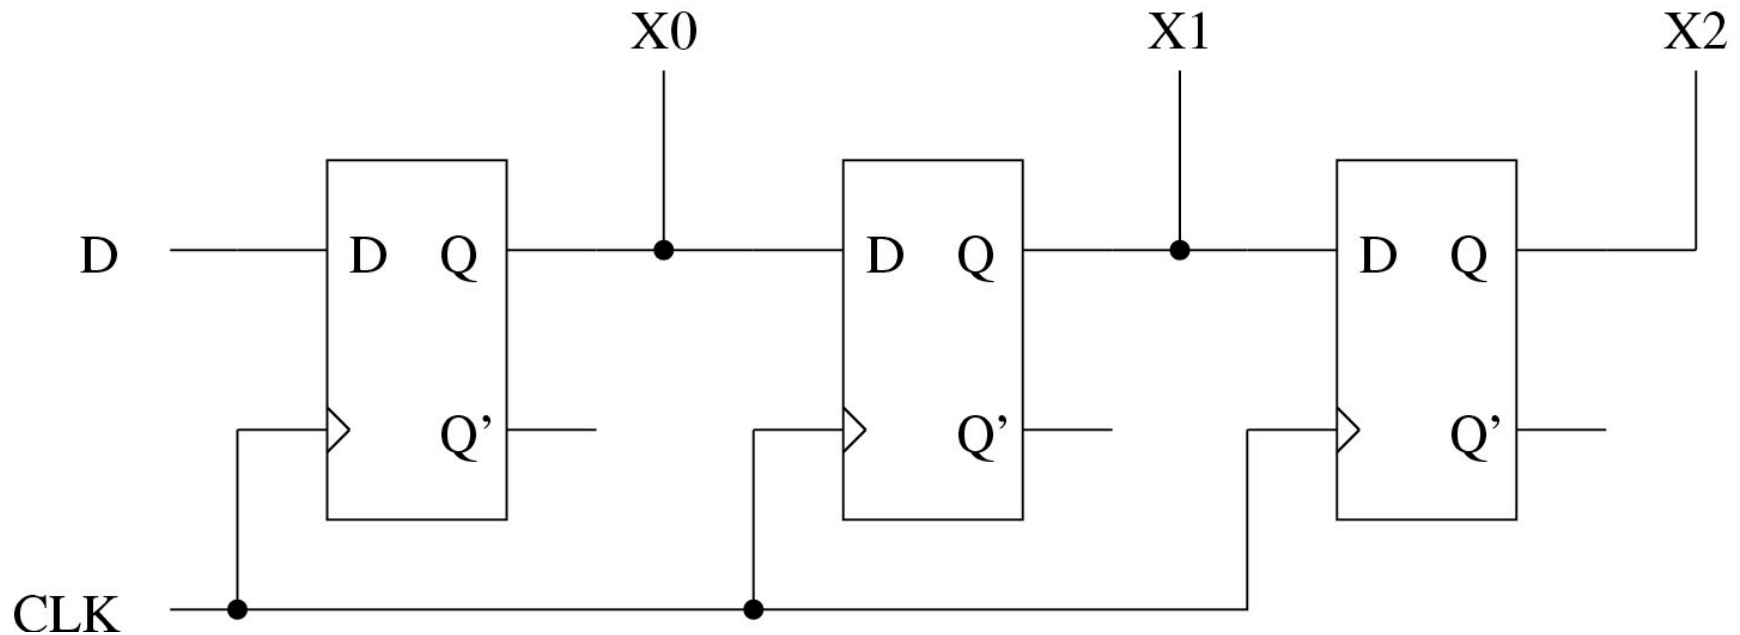 X0 X1 X2
D D Q D Q D Q
Q’ Q’ Q’
CLK